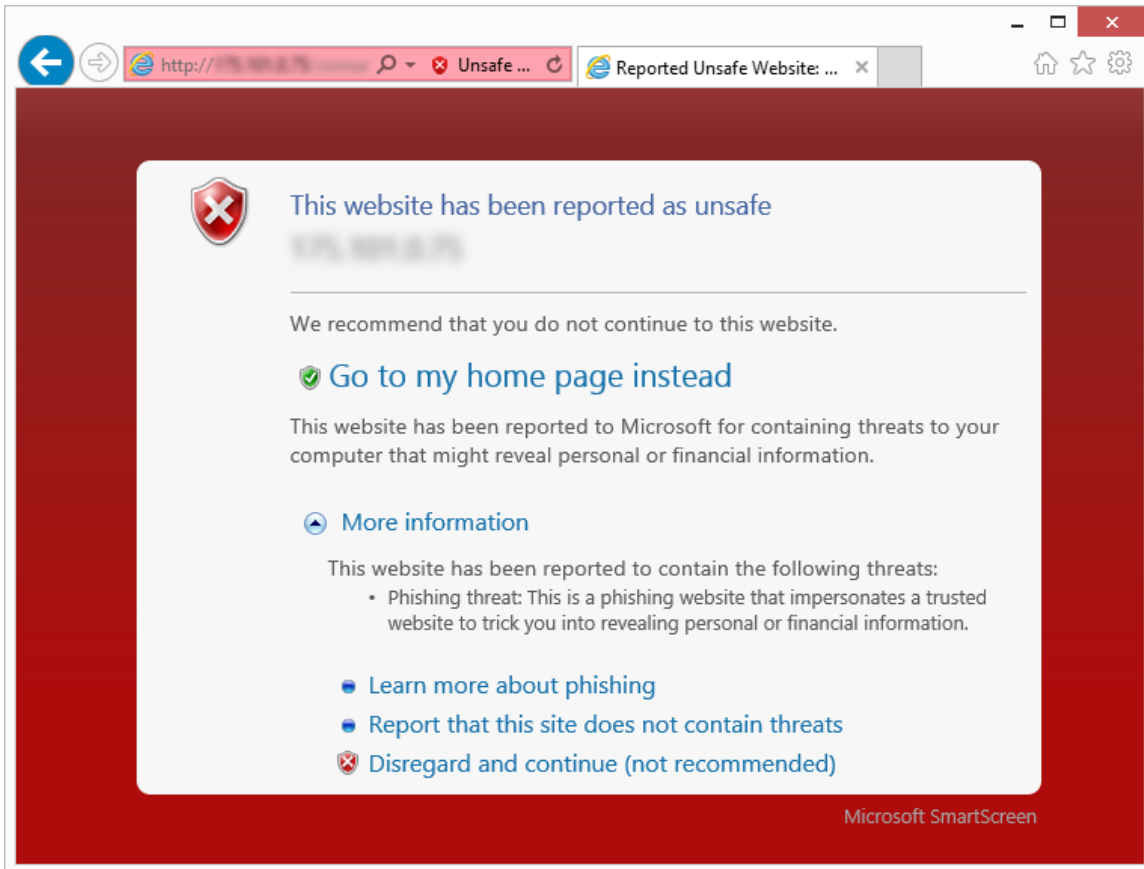 http://
Unsafe ...
Reported Unsafe Website: ...
This website has been reported as unsafe
We recommend that you do not continue to this website.
Go to my home page instead
This website has been reported to Microsoft for containing threats to your
computer that might reveal personal or financial information.
More information
This website has been reported to contain the following threats:
• Phishing threat: This is a phishing website that impersonates a trusted
website to trick you into revealing personal or financial information.
Learn more about phishing
Report that this site does not contain threats
Disregard and continue (not recommended)
Microsoft SmartScreen